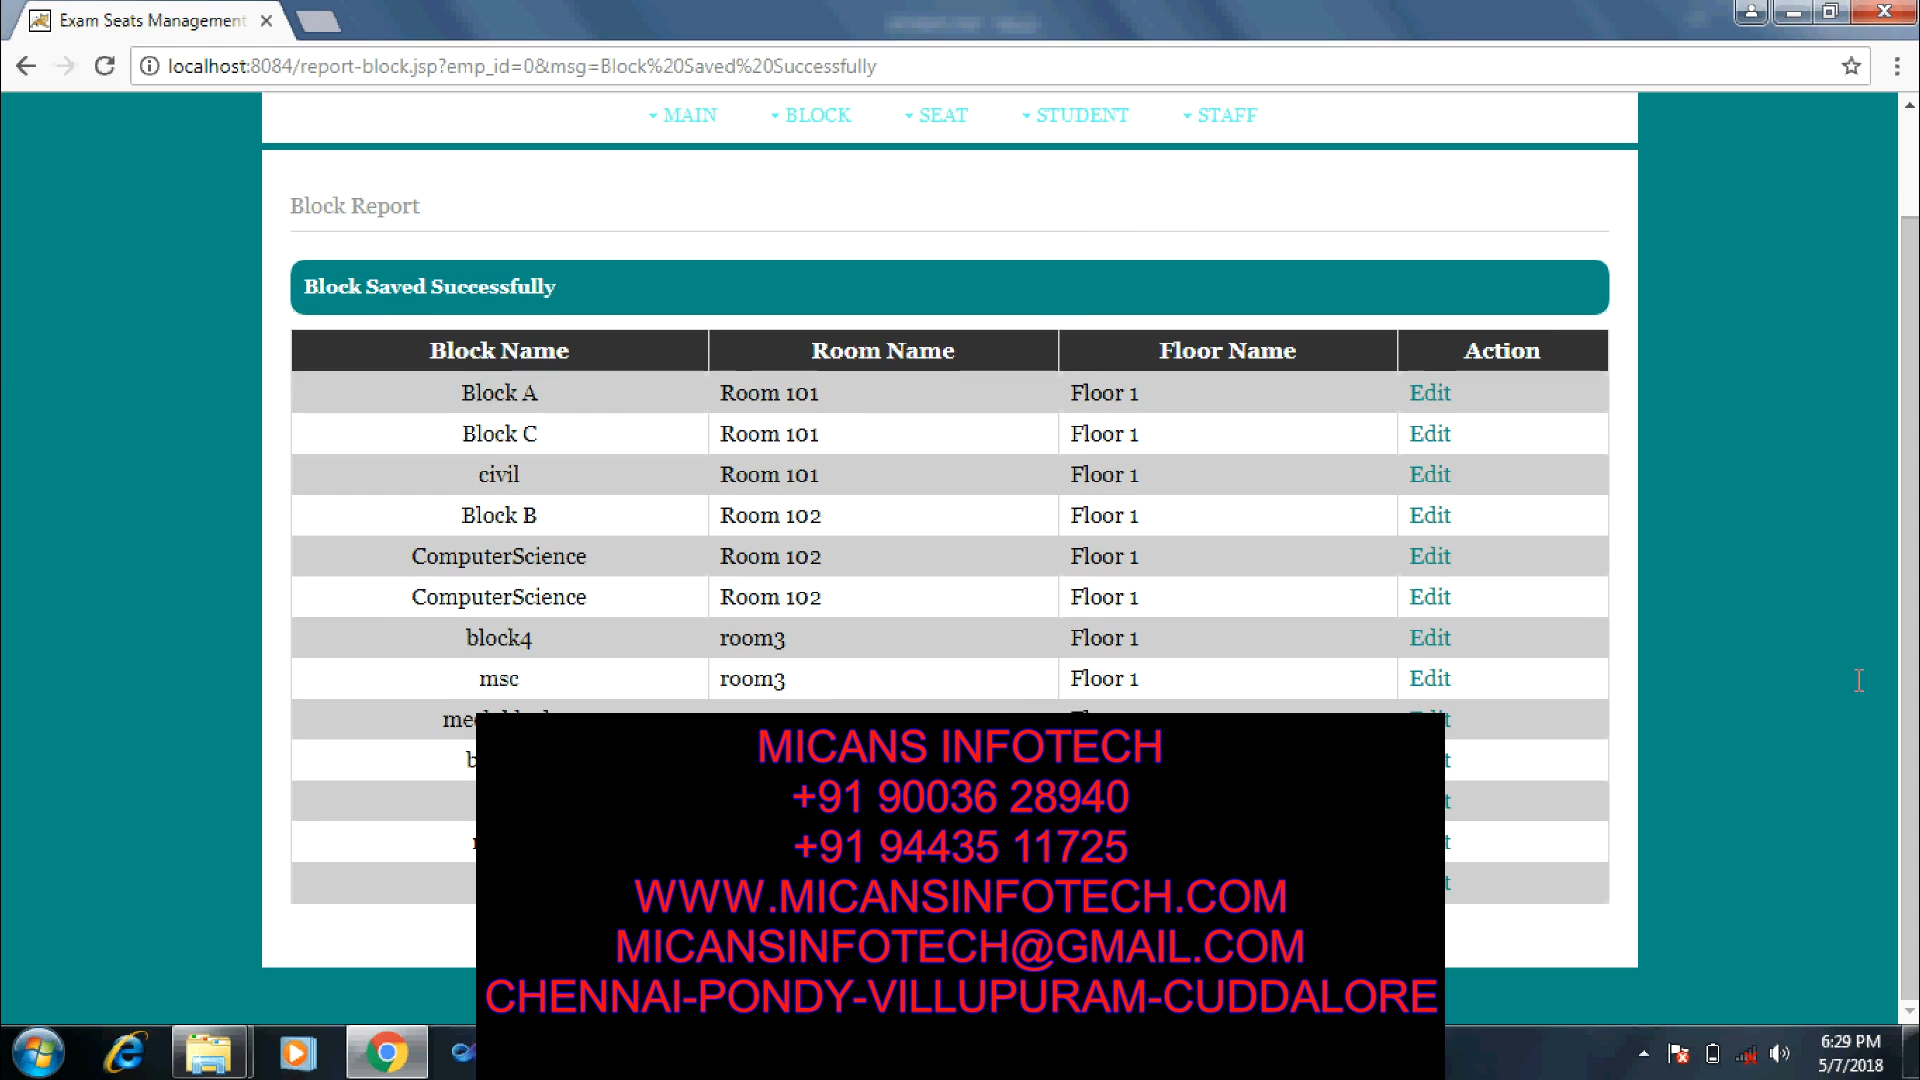 Exam Seats Management
localhost:8084/report-block.jsp?emp_id=0&msg=Block%20Saved%20Successfully
MAIN BLOCK SEAT STUDENT STAFF
Block Report
Block Saved Successfully
Block Name Room Name Floor Name Action
Block A Room 101 Floor 1 Edit
Block C Room 101 Floor 1 Edit
civil Room 101 Floor 1 Edit
Block B Room 102 Floor 1 Edit
ComputerScience Room 102 Floor 1 Edit
ComputerScience Room 102 Floor 1 Edit
block4 room3 Floor 1 Edit
msc room3 Floor 1 Edit
MICANS INFOTECH
+91 90036 28940
+91 94435 11725
WWW.MICANSINFOTECH.COM
MICANSINFOTECH@GMAIL.COM
CHENNAI-PONDY-VILLUPURAM-CUDDALORE
6:29 PM
5/7/2018